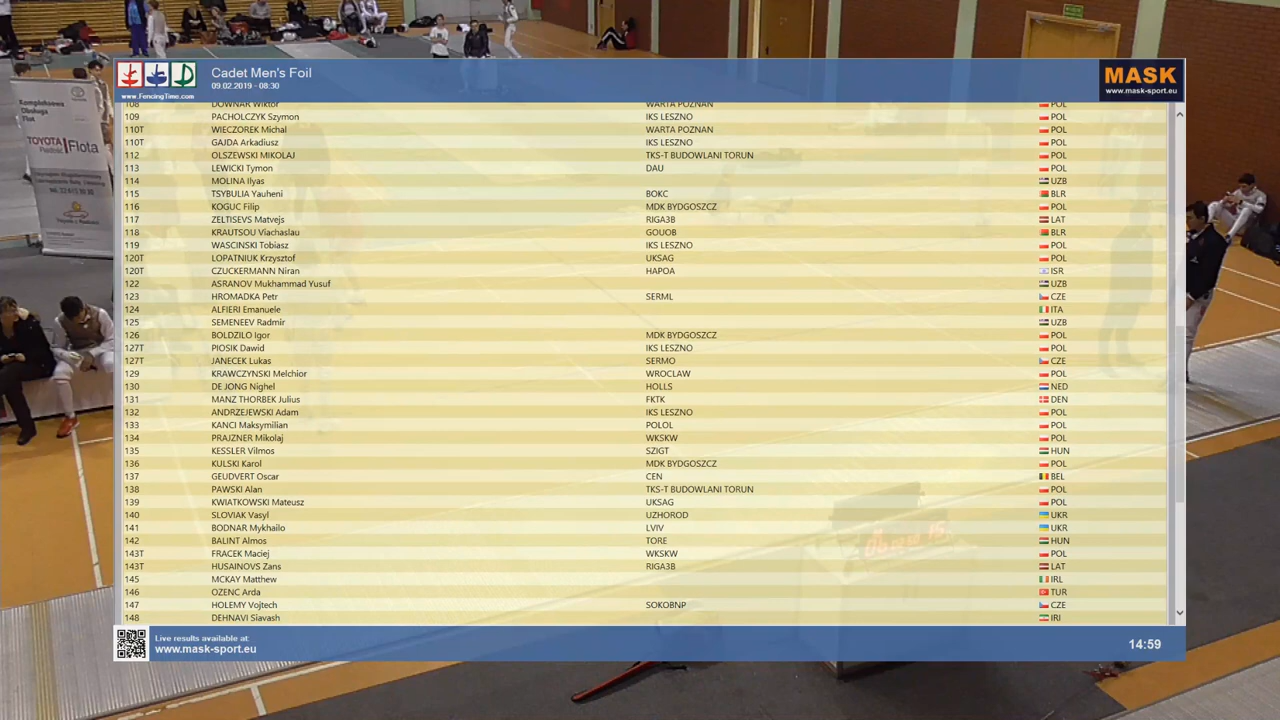 Cadet Men's Foil
09.02.2019 - 08:30
www.FencingTime.com
MASK
www.mask-sport.eu
108 DOWNAR Wiktor WARTA POZNAN POL
109 PACHOLCZYK Szymon IKS LESZNO POL
110T WIECZOREK Michal WARTA POZNAN POL
110T GAJDA Arkadiusz IKS LESZNO POL
112 OLSZEWSKI MIKOLAJ TKS-T BUDOWLANI TORUN POL
113 LEWICKI Tymon DAU POL
114 MOLINA Ilyas UZB
115 TSYBULIA Yauheni BOKC BLR
116 KOGUC Filip MDK BYDGOSZCZ POL
117 ZELTISEVS Matvejs RIGA3B LAT
118 KRAUTSOU Viachaslau GOUOB BLR
119 WASCINSKI Tobiasz IKS LESZNO POL
120T LOPATNIUK Krzysztof UKSAG POL
120T CZUCKERMANN Niran HAPOA ISR
122 ASRANOV Mukhammad Yusuf UZB
123 HROMADKA Petr SERML CZE
124 ALFIERI Emanuele ITA
125 SEMENEEV Radmir UZB
126 BOLDZILO Igor MDK BYDGOSZCZ POL
127T PIOSIK Dawid IKS LESZNO POL
127T JANECEK Lukas SERMO CZE
129 KRAWCZYNSKI Melchior WROCLAW POL
130 DE JONG Nighel HOLLS NED
131 MANZ THORBEK Julius FKTK DEN
132 ANDRZEJEWSKI Adam IKS LESZNO POL
133 KANCI Maksymilian POLOL POL
134 PRAJZNER Mikolaj WKSKW POL
135 KESSLER Vilmos SZIGT HUN
136 KULSKI Karol MDK BYDGOSZCZ POL
137 GEUDVERT Oscar CEN BEL
138 PAWSKI Alan TKS-T BUDOWLANI TORUN POL
139 KWIATKOWSKI Mateusz UKSAG POL
140 SLOVIAK Vasyl UZHOROD UKR
141 BODNAR Mykhailo LVIV UKR
142 BALINT Almos TORE HUN
143T FRACEK Maciej WKSKW POL
143T HUSAINOVS Zans RIGA3B LAT
145 MCKAY Matthew IRL
146 OZENC Arda TUR
147 HOLEMY Vojtech SOKOBNP CZE
148 DEHNAVI Siavash IRI
Live results available at:
www.mask-sport.eu
14:59
Kompleksowa
Obsługa
Flot
TOYOTA
Flota